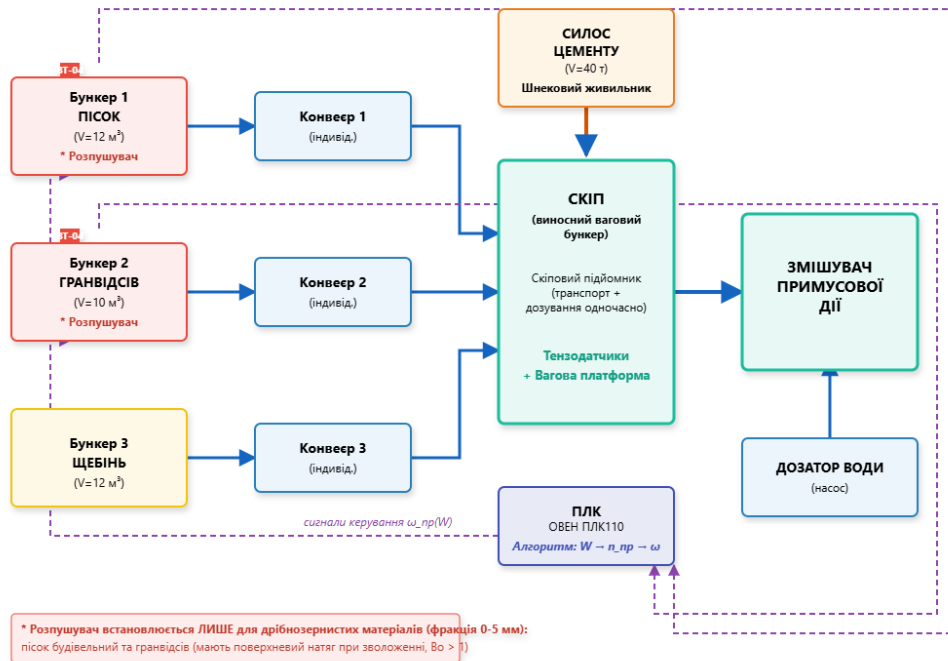 СИЛОС
ЦЕМЕНТУ
(V=40 т)
Шнековий живильник
Бункер 1
ПІСОК
(V=12 м³)
* Розпушувач
Конвеєр 1
(індивід.)
СКІП
(виносний ваговий
бункер)
Скіповий підйомник
(транспорт +
дозування одночасно)
Тензодатчики
+ Вагова платформа
Бункер 2
ГРАНВІДСІВ
(V=10 м³)
* Розпушувач
Конвеєр 2
(індивід.)
ЗМІШУВАЧ
ПРИМУСОВОЇ
ДІЇ
Бункер 3
ЩЕБІНЬ
(V=12 м³)
Конвеєр 3
(індивід.)
ДОЗАТОР ВОДИ
(насос)
сигнали керування ω_пр(W)
ПЛК
ОВЕН ПЛК110
Алгоритм: W → n_пр → ω
* Розпушувач встановлюється ЛИШЕ для дрібнозернистих матеріалів (фракція 0-5 мм):
пісок будівельний та гранвідсів (мають поверхневий натяг при зволоженні, Bo > 1)